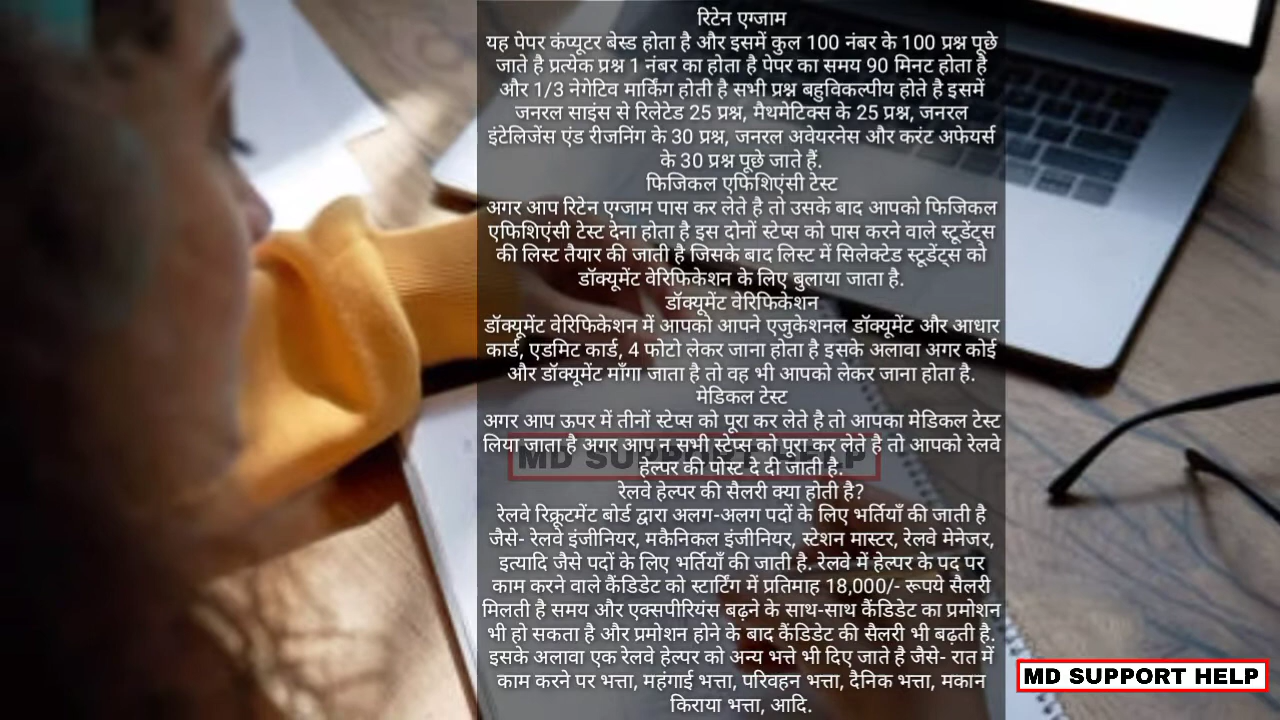 रिटेन एग्जाम
यह पेपर कंप्यूटर बेस्ड होता है और इसमें कुल 100 नंबर के 100 प्रश्न पूछे
जाते है प्रत्येक प्रश्न 1 नंबर का होता है पेपर का समय 90 मिनट होता है
और 1/3 नेगेटिव मार्किंग होती है सभी प्रश्न बहुविकल्पीय होते है इसमें
जनरल साइंस से रिलेटेड 25 प्रश्न, मैथमेटिक्स के 25 प्रश्न, जनरल
इंटेलिजेंस एंड रीजनिंग के 30 प्रश्न, जनरल अवेयरनेस और करंट अफेयर्स
के 30 प्रश्न पूछे जाते हैं.
फिजिकल एफिशिएंसी टेस्ट
अगर आप रिटेन एग्जाम पास कर लेते है तो उसके बाद आपको फिजिकल
एफिशिएंसी टेस्ट देना होता है इस दोनों स्टेप्स को पास करने वाले स्टूडेंट्स
की लिस्ट तैयार की जाती है जिसके बाद लिस्ट में सिलेक्टेड स्टूडेंट्स को
डॉक्यूमेंट वेरिफिकेशन के लिए बुलाया जाता है.
डॉक्यूमेंट वेरिफिकेशन
डॉक्यूमेंट वेरिफिकेशन में आपको आपने एजुकेशनल डॉक्यूमेंट और आधार
कार्ड, एडमिट कार्ड, 4 फोटो लेकर जाना होता है इसके अलावा अगर कोई
और डॉक्यूमेंट माँगा जाता है तो वह भी आपको लेकर जाना होता है.
मेडिकल टेस्ट
अगर आप ऊपर में तीनों स्टेप्स को पूरा कर लेते है तो आपका मेडिकल टेस्ट
लिया जाता है अगर आप न सभी स्टेप्स को पूरा कर लेते है तो आपको रेलवे
हेल्पर की पोस्ट दे दी जाती है.
MD SUPPORT HELP
रेलवे हेल्पर की सैलरी क्या होती है?
रेलवे रिक्रूटमेंट बोर्ड द्वारा अलग-अलग पदों के लिए भर्तियाँ की जाती है
जैसे- रेलवे इंजीनियर, मकैनिकल इंजीनियर, स्टेशन मास्टर, रेलवे मेनेजर,
इत्यादि जैसे पदों के लिए भर्तियाँ की जाती है. रेलवे में हेल्पर के पद पर
काम करने वाले कैंडिडेट को स्टार्टिंग में प्रतिमाह 18,000/- रूपये सैलरी
मिलती है समय और एक्सपीरियंस बढ़ने के साथ-साथ कैंडिडेट का प्रमोशन
भी हो सकता है और प्रमोशन होने के बाद कैंडिडेट की सैलरी भी बढ़ती है.
इसके अलावा एक रेलवे हेल्पर को अन्य भत्ते भी दिए जाते है जैसे- रात में
काम करने पर भत्ता, महंगाई भत्ता, परिवहन भत्ता, दैनिक भत्ता, मकान
किराया भत्ता, आदि.
MD SUPPORT HELP